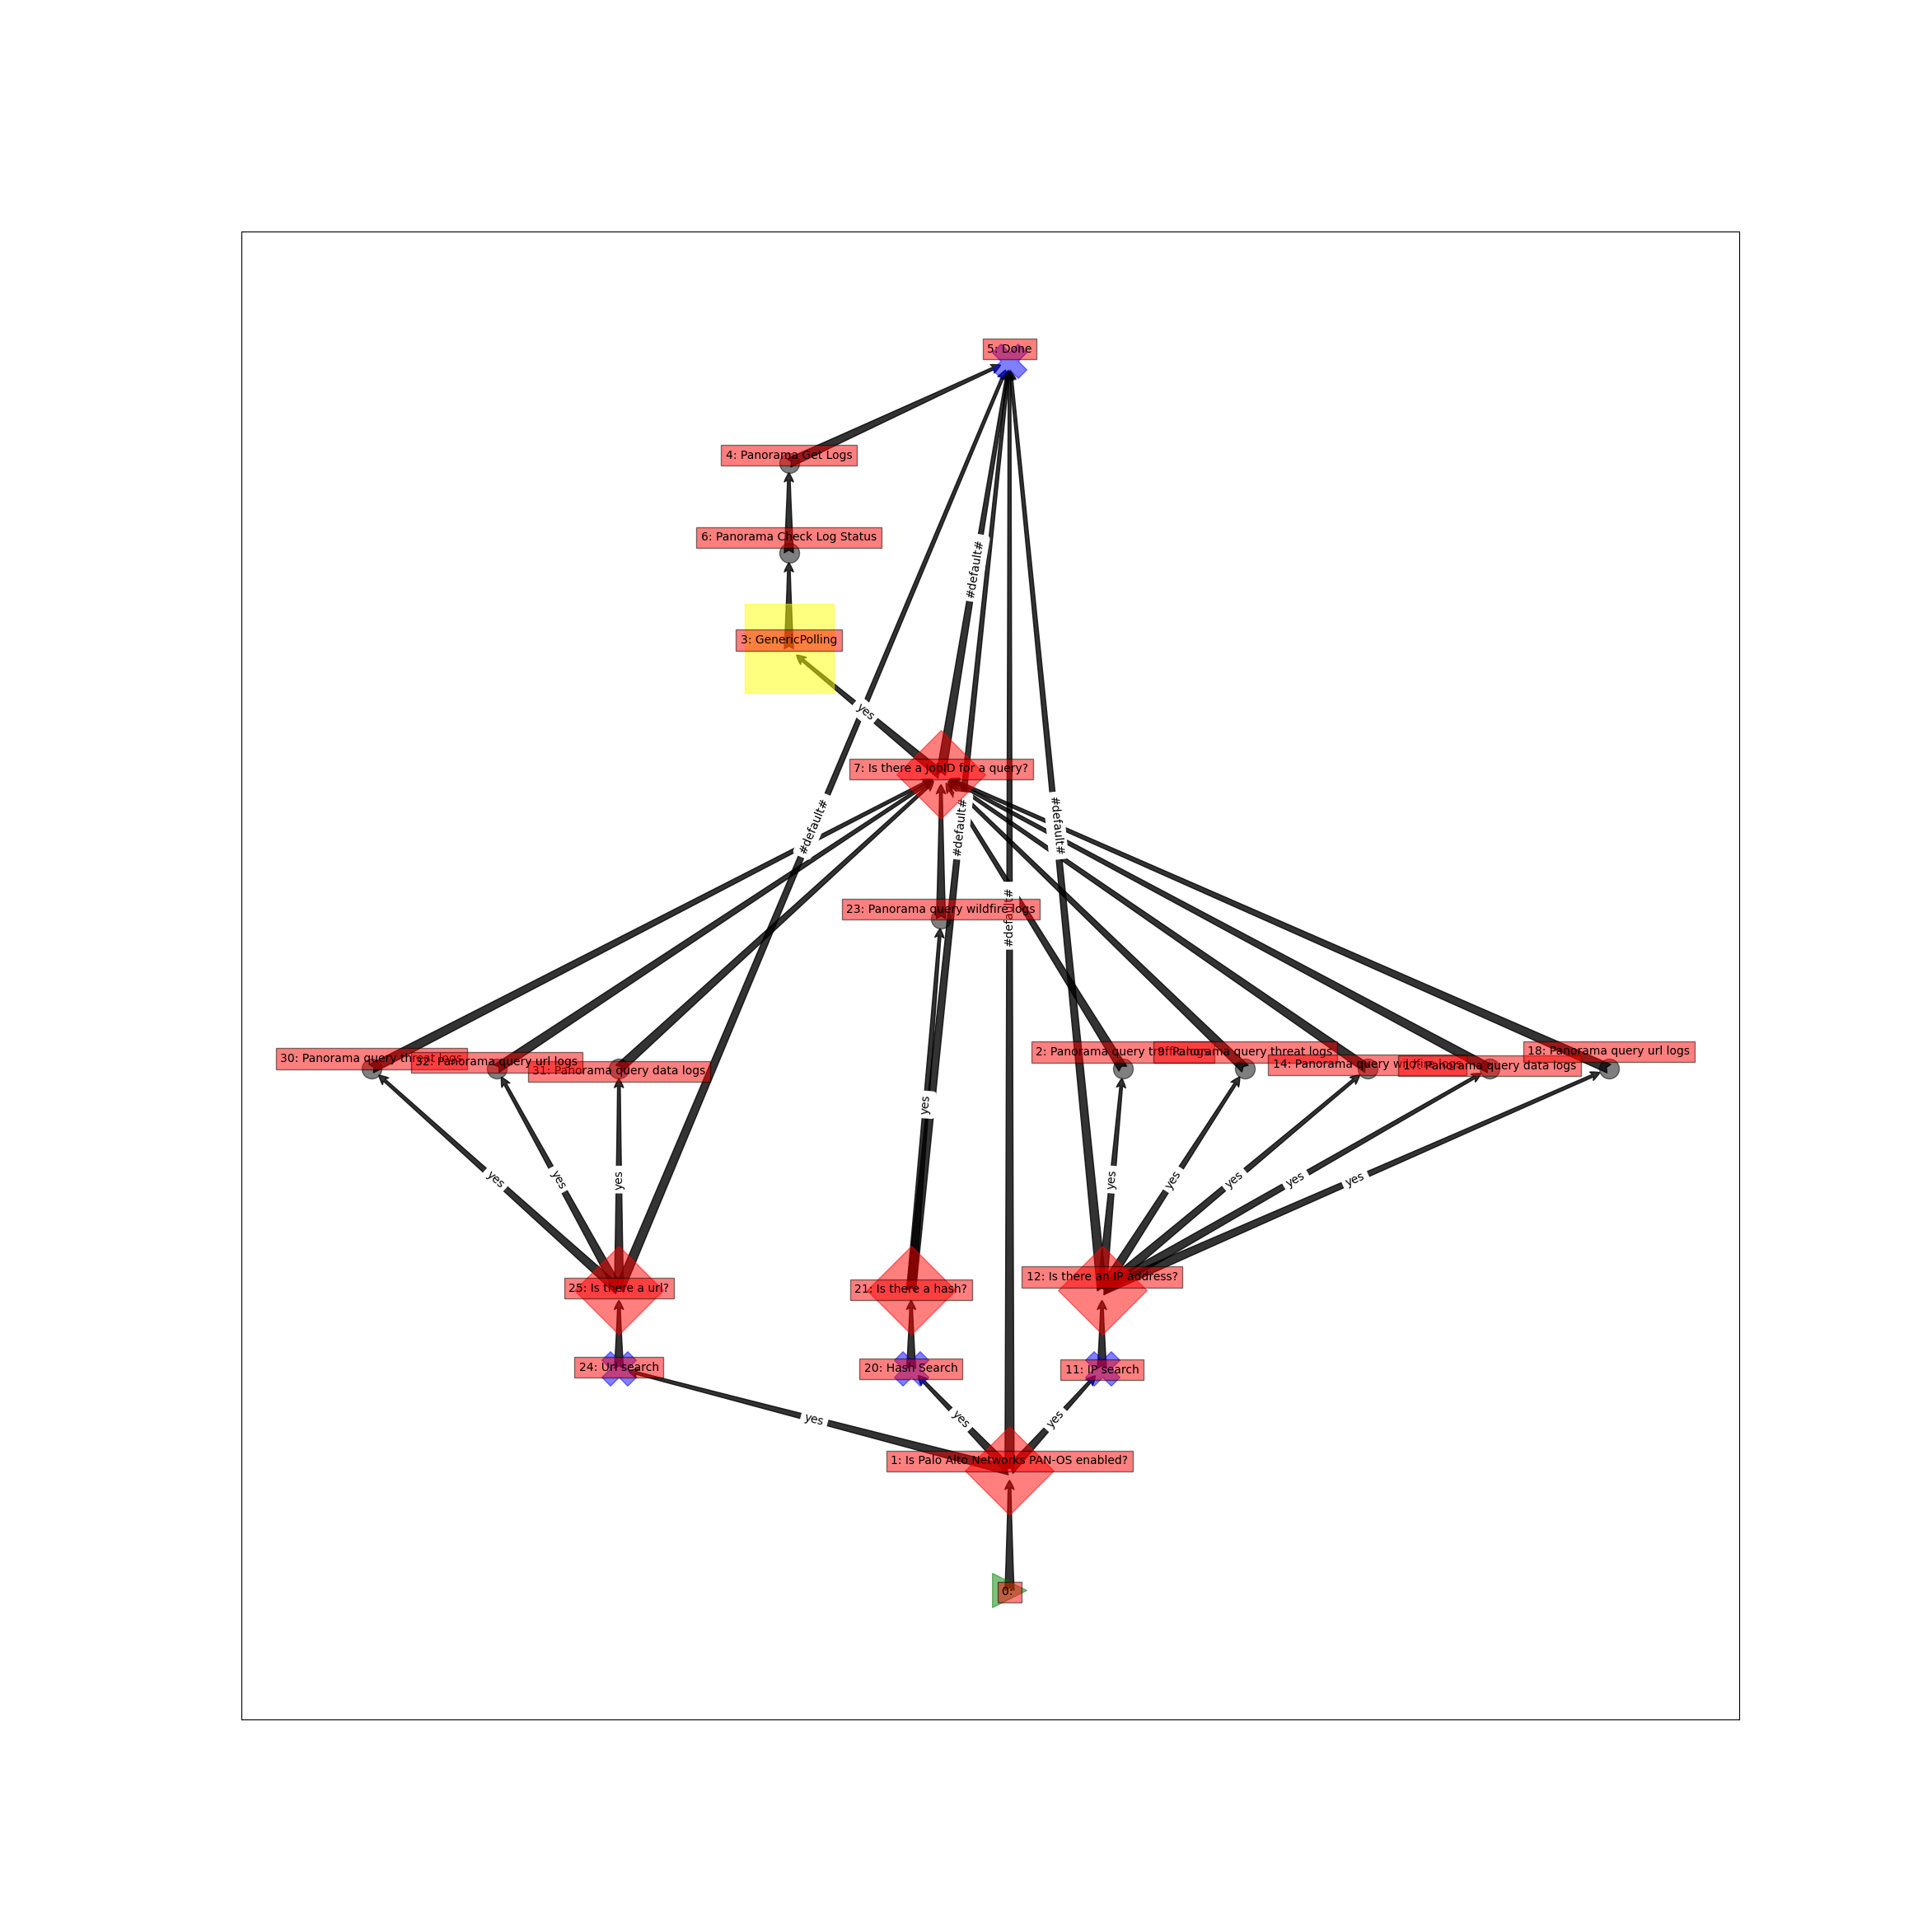 5: Done
4: Panorama Get Logs
6: Panorama Check Log Status
#default#
3: GenericPolling
yes
7: Is there a JobID for a query?
#default#
#default#
#default#
23: Panorama query wildfire logs
#default#
30: Panorama query threat logs
32: Panorama query url logs
31: Panorama query data logs
2: Panorama query traffic logs
9: Panorama query threat logs
14: Panorama query wildfire logs
17: Panorama query data logs
18: Panorama query url logs
yes
yes
yes
yes
yes
yes
yes
yes
yes
25: Is there a url?
21: Is there a hash?
12: Is there an IP address?
24: Url search
20: Hash Search
11: IP search
yes
yes
yes
1: Is Palo Alto Networks PAN-OS enabled?
0: